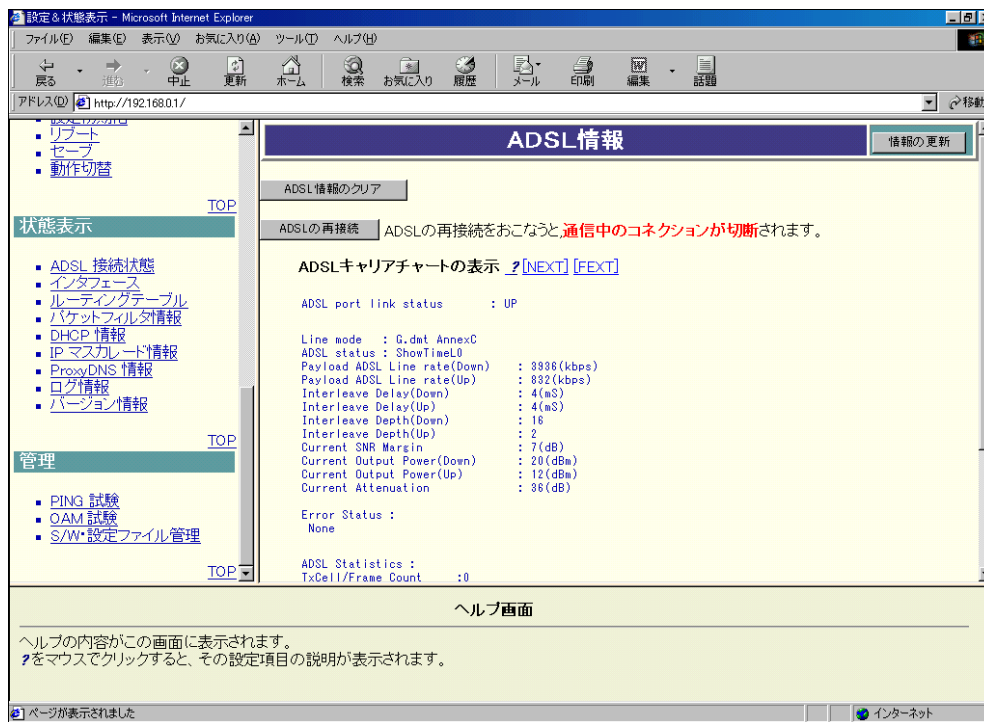 設定&状態表示 - Microsoft Internet Explorer
ファイル(F) 編集(E) 表示(V) お気に入り(A) ツール(T) ヘルプ(H)
戻る 進む 中止 更新 ホーム 検索 お気に入り 履歴 メール 印刷 編集 話題
アドレス(D) http://192.168.0.1/ 移動
リブート
セーブ
動作切替
TOP
状態表示
ADSL 接続状態
インタフェース
ルーティングテーブル
パケットフィルタ情報
DHCP 情報
IP マスカレード情報
ProxyDNS 情報
ログ情報
バージョン情報
TOP
管理
PING 試験
OAM 試験
S/W・設定ファイル管理
TOP
ADSL情報
情報の更新
ADSL情報のクリア
ADSLの再接続 ADSLの再接続をおこなうと,通信中のコネクションが切断されます。
ADSLキャリアチャートの表示 ?[NEXT] [FEXT]
ADSL port link status : UP
Line mode : G.dmt AnnexC
ADSL status : ShowTimeL0
Payload ADSL Line rate(Down) : 3936(kbps)
Payload ADSL Line rate(Up) : 832(kbps)
Interleave Delay(Down) : 4(mS)
Interleave Delay(Up) : 4(mS)
Interleave Depth(Down) : 16
Interleave Depth(Up) : 2
Current SNR Margin : 7(dB)
Current Output Power(Down) : 20(dBm)
Current Output Power(Up) : 12(dBm)
Current Attenuation : 36(dB)
Error Status :
None
ADSL Statistics :
TxCell/Frame Count :0
ヘルプ画面
ヘルプの内容がこの画面に表示されます。
?をマウスでクリックすると、その設定項目の説明が表示されます。
ページが表示されました インターネット